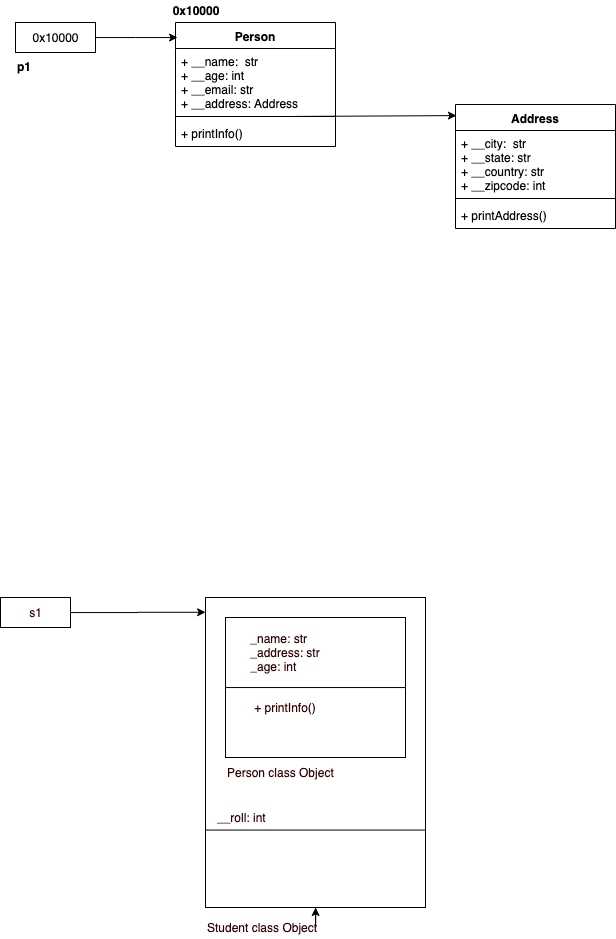 0x10000
0x10000
p1
Person
+ __name:  str
+ __age: int
+ __email: str
+ __address: Address
+ printInfo()
Address
+ __city:  str
+ __state: str
+ __country: str
+ __zipcode: int
+ printAddress()
s1
_name: str
_address: str
_age: int
+ printInfo()
Person class Object
__roll: int
Student class Object